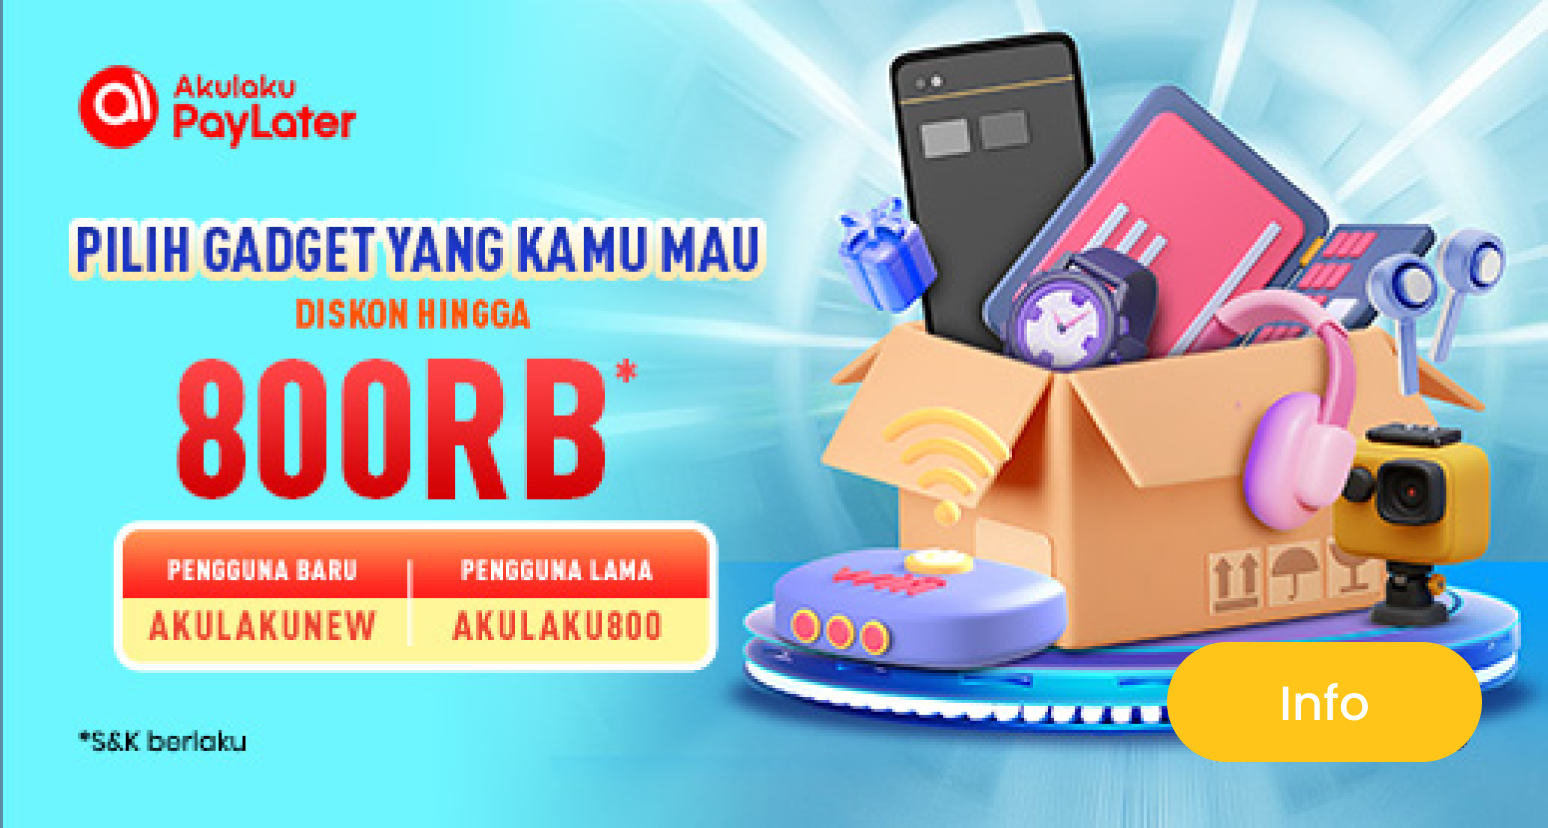 Akulaku
PayLater
PILIH GADGET YANG KAMU MAU
DISKON HINGGA
800RB*
PENGGUNA BARU
PENGGUNA LAMA
AKULAKUNEW
AKULAKU800
*S&K berlaku
Info